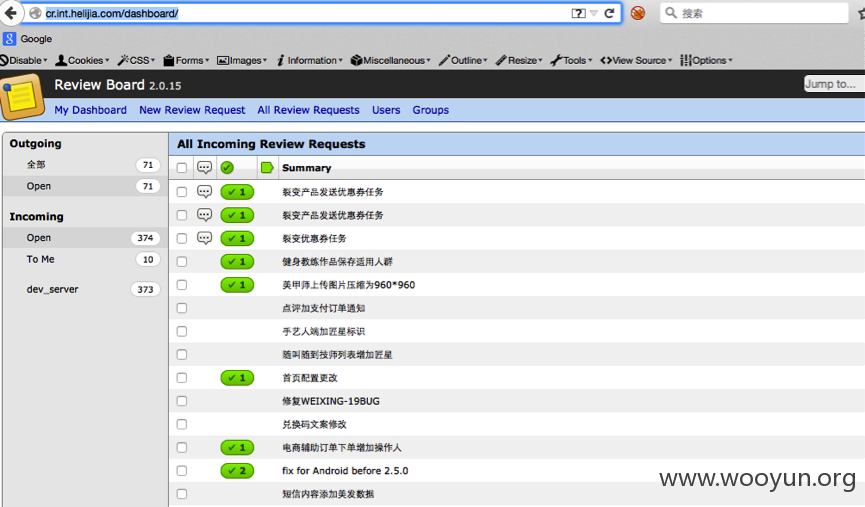 cr.int.helijia.com/dashboard/
搜索
Google
Disable Cookies CSS Forms Images Information Miscellaneous Outline Resize Tools View Source Options
Review Board 2.0.15
Jump to...
My Dashboard New Review Request All Review Requests Users Groups
Outgoing
全部 71
Open 71
Incoming
Open 374
To Me 10
dev_server 373
All Incoming Review Requests
Summary
1 裂变产品发送优惠券任务
1 裂变产品发送优惠券任务
1 裂变优惠券任务
1 健身教练作品保存适用人群
1 美甲师上传图片压缩为960*960
点评加支付订单通知
手艺人端加匠星标识
随叫随到技师列表增加匠星
1 首页配置更改
修复WEIXING-19BUG
兑换码文案修改
1 电商辅助订单下单增加操作人
2 fix for Android before 2.5.0
短信内容添加美发数据
www.wooyun.org